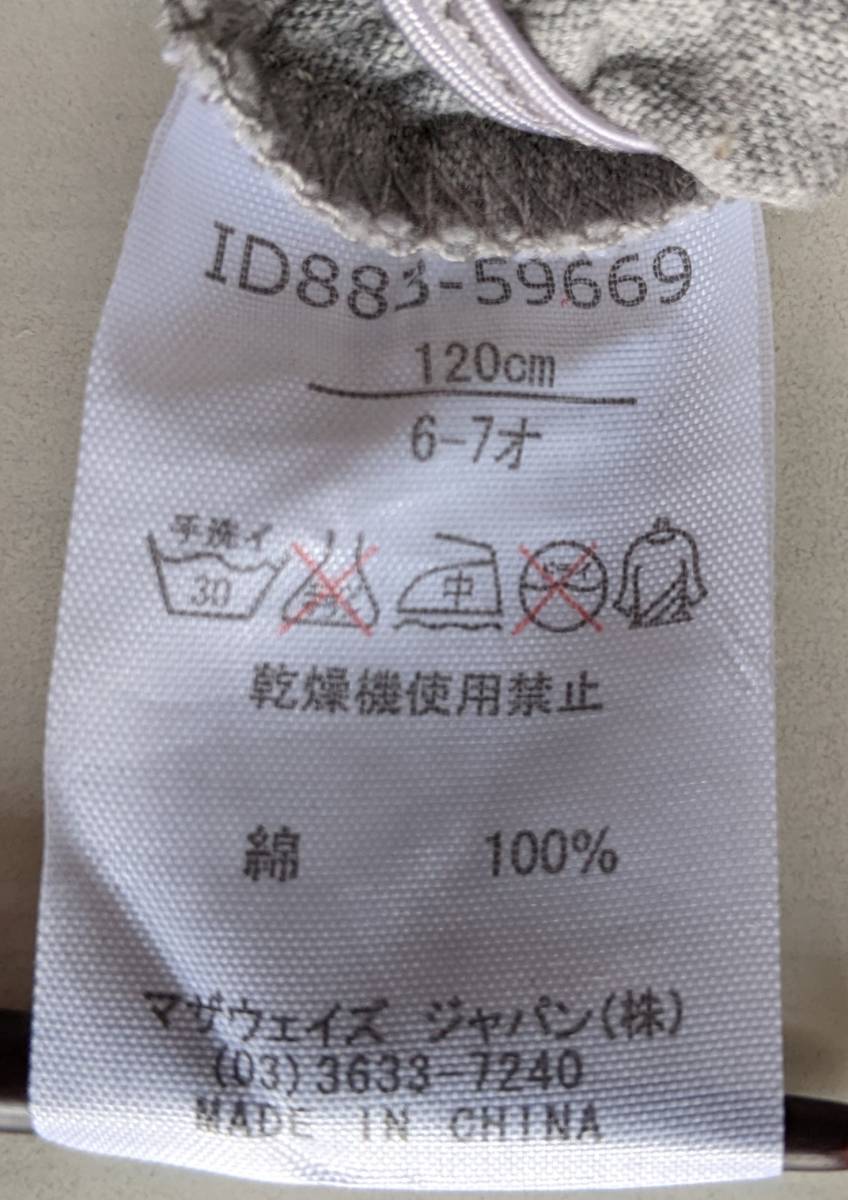 ID883-59669
120cm
6-7才
手洗イ
30 中
乾燥機使用禁止
綿 100%
マザウェイズ ジャパン(株)
(03)3633-7240
MADE IN CHINA